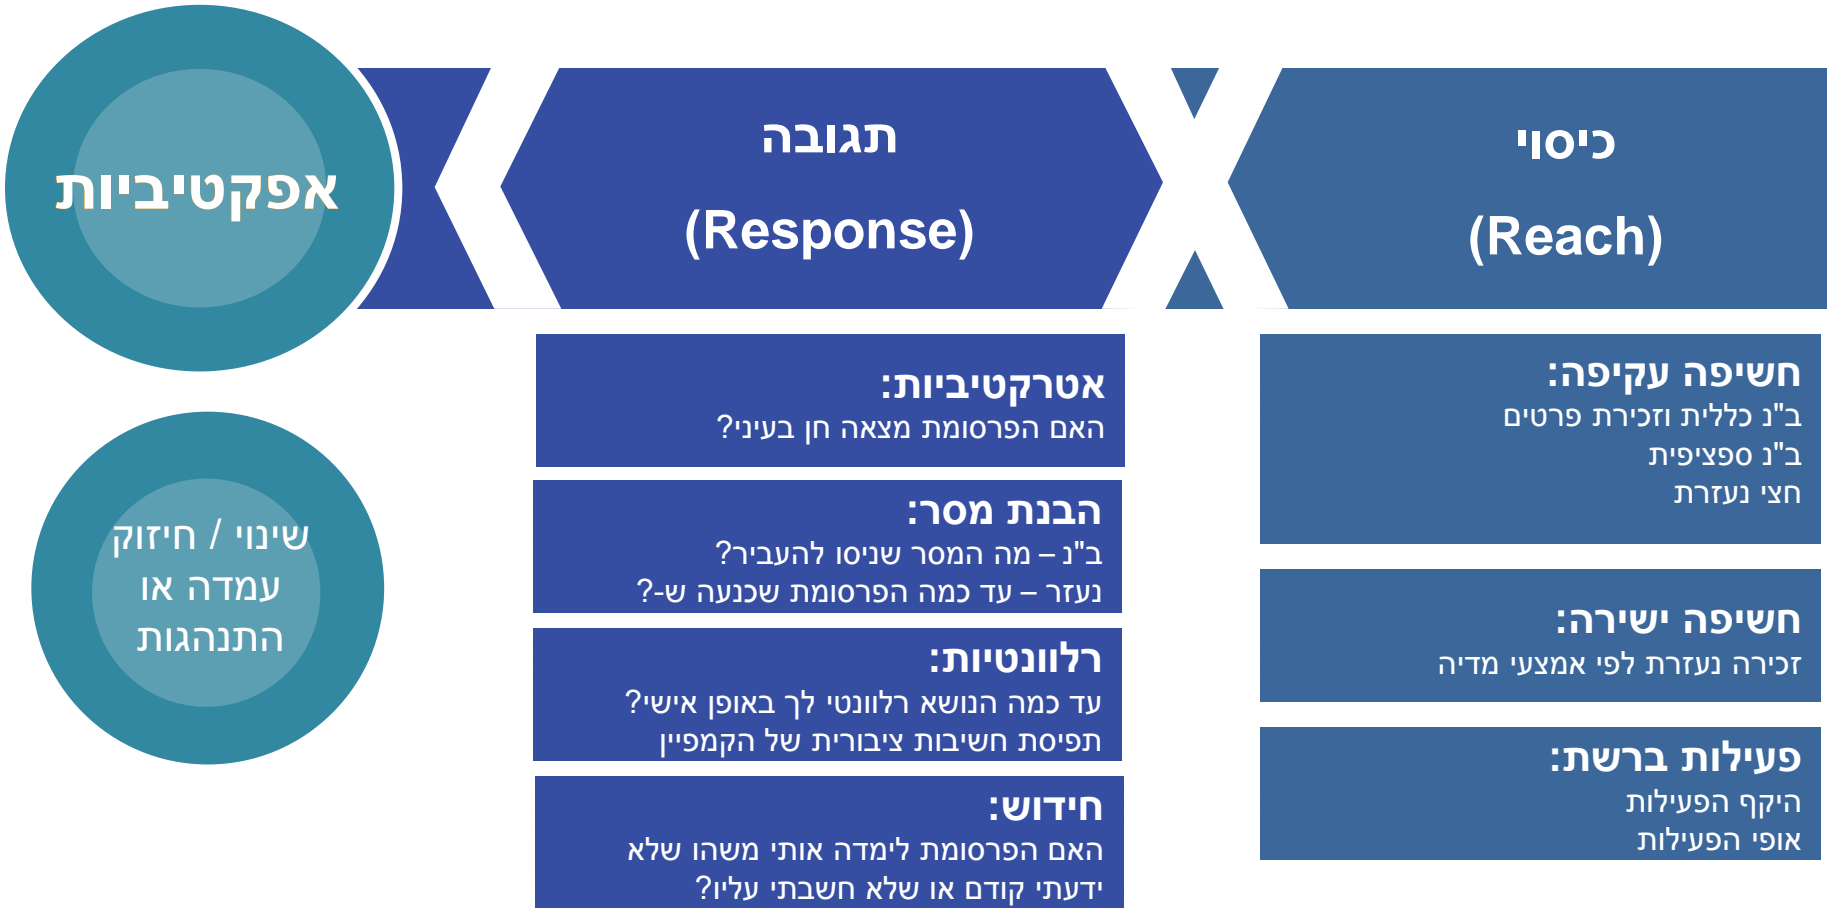 כיסוי
(Reach)
חשיפה עקיפה:
ב"נ כללית וזכירת פרטים
ב"נ ספציפית
חצי נעזרת
חשיפה ישירה:
זכירה נעזרת לפי אמצעי מדיה
פעילות ברשת:
היקף הפעילות
אופי הפעילות
תגובה
(Response)
אטרקטיביות:
האם הפרסומת מצאה חן בעיני?
הבנת מסר:
ב"נ – מה המסר שניסו להעביר?
נעזר – עד כמה הפרסומת שכנעה ש-?
רלוונטיות:
עד כמה הנושא רלוונטי לך באופן אישי?
תפיסת חשיבות ציבורית של הקמפיין
חידוש:
האם הפרסומת לימדה אותי משהו שלא
ידעתי קודם או שלא חשבתי עליו?
אפקטיביות
שינוי / חיזוק
עמדה או
התנהגות